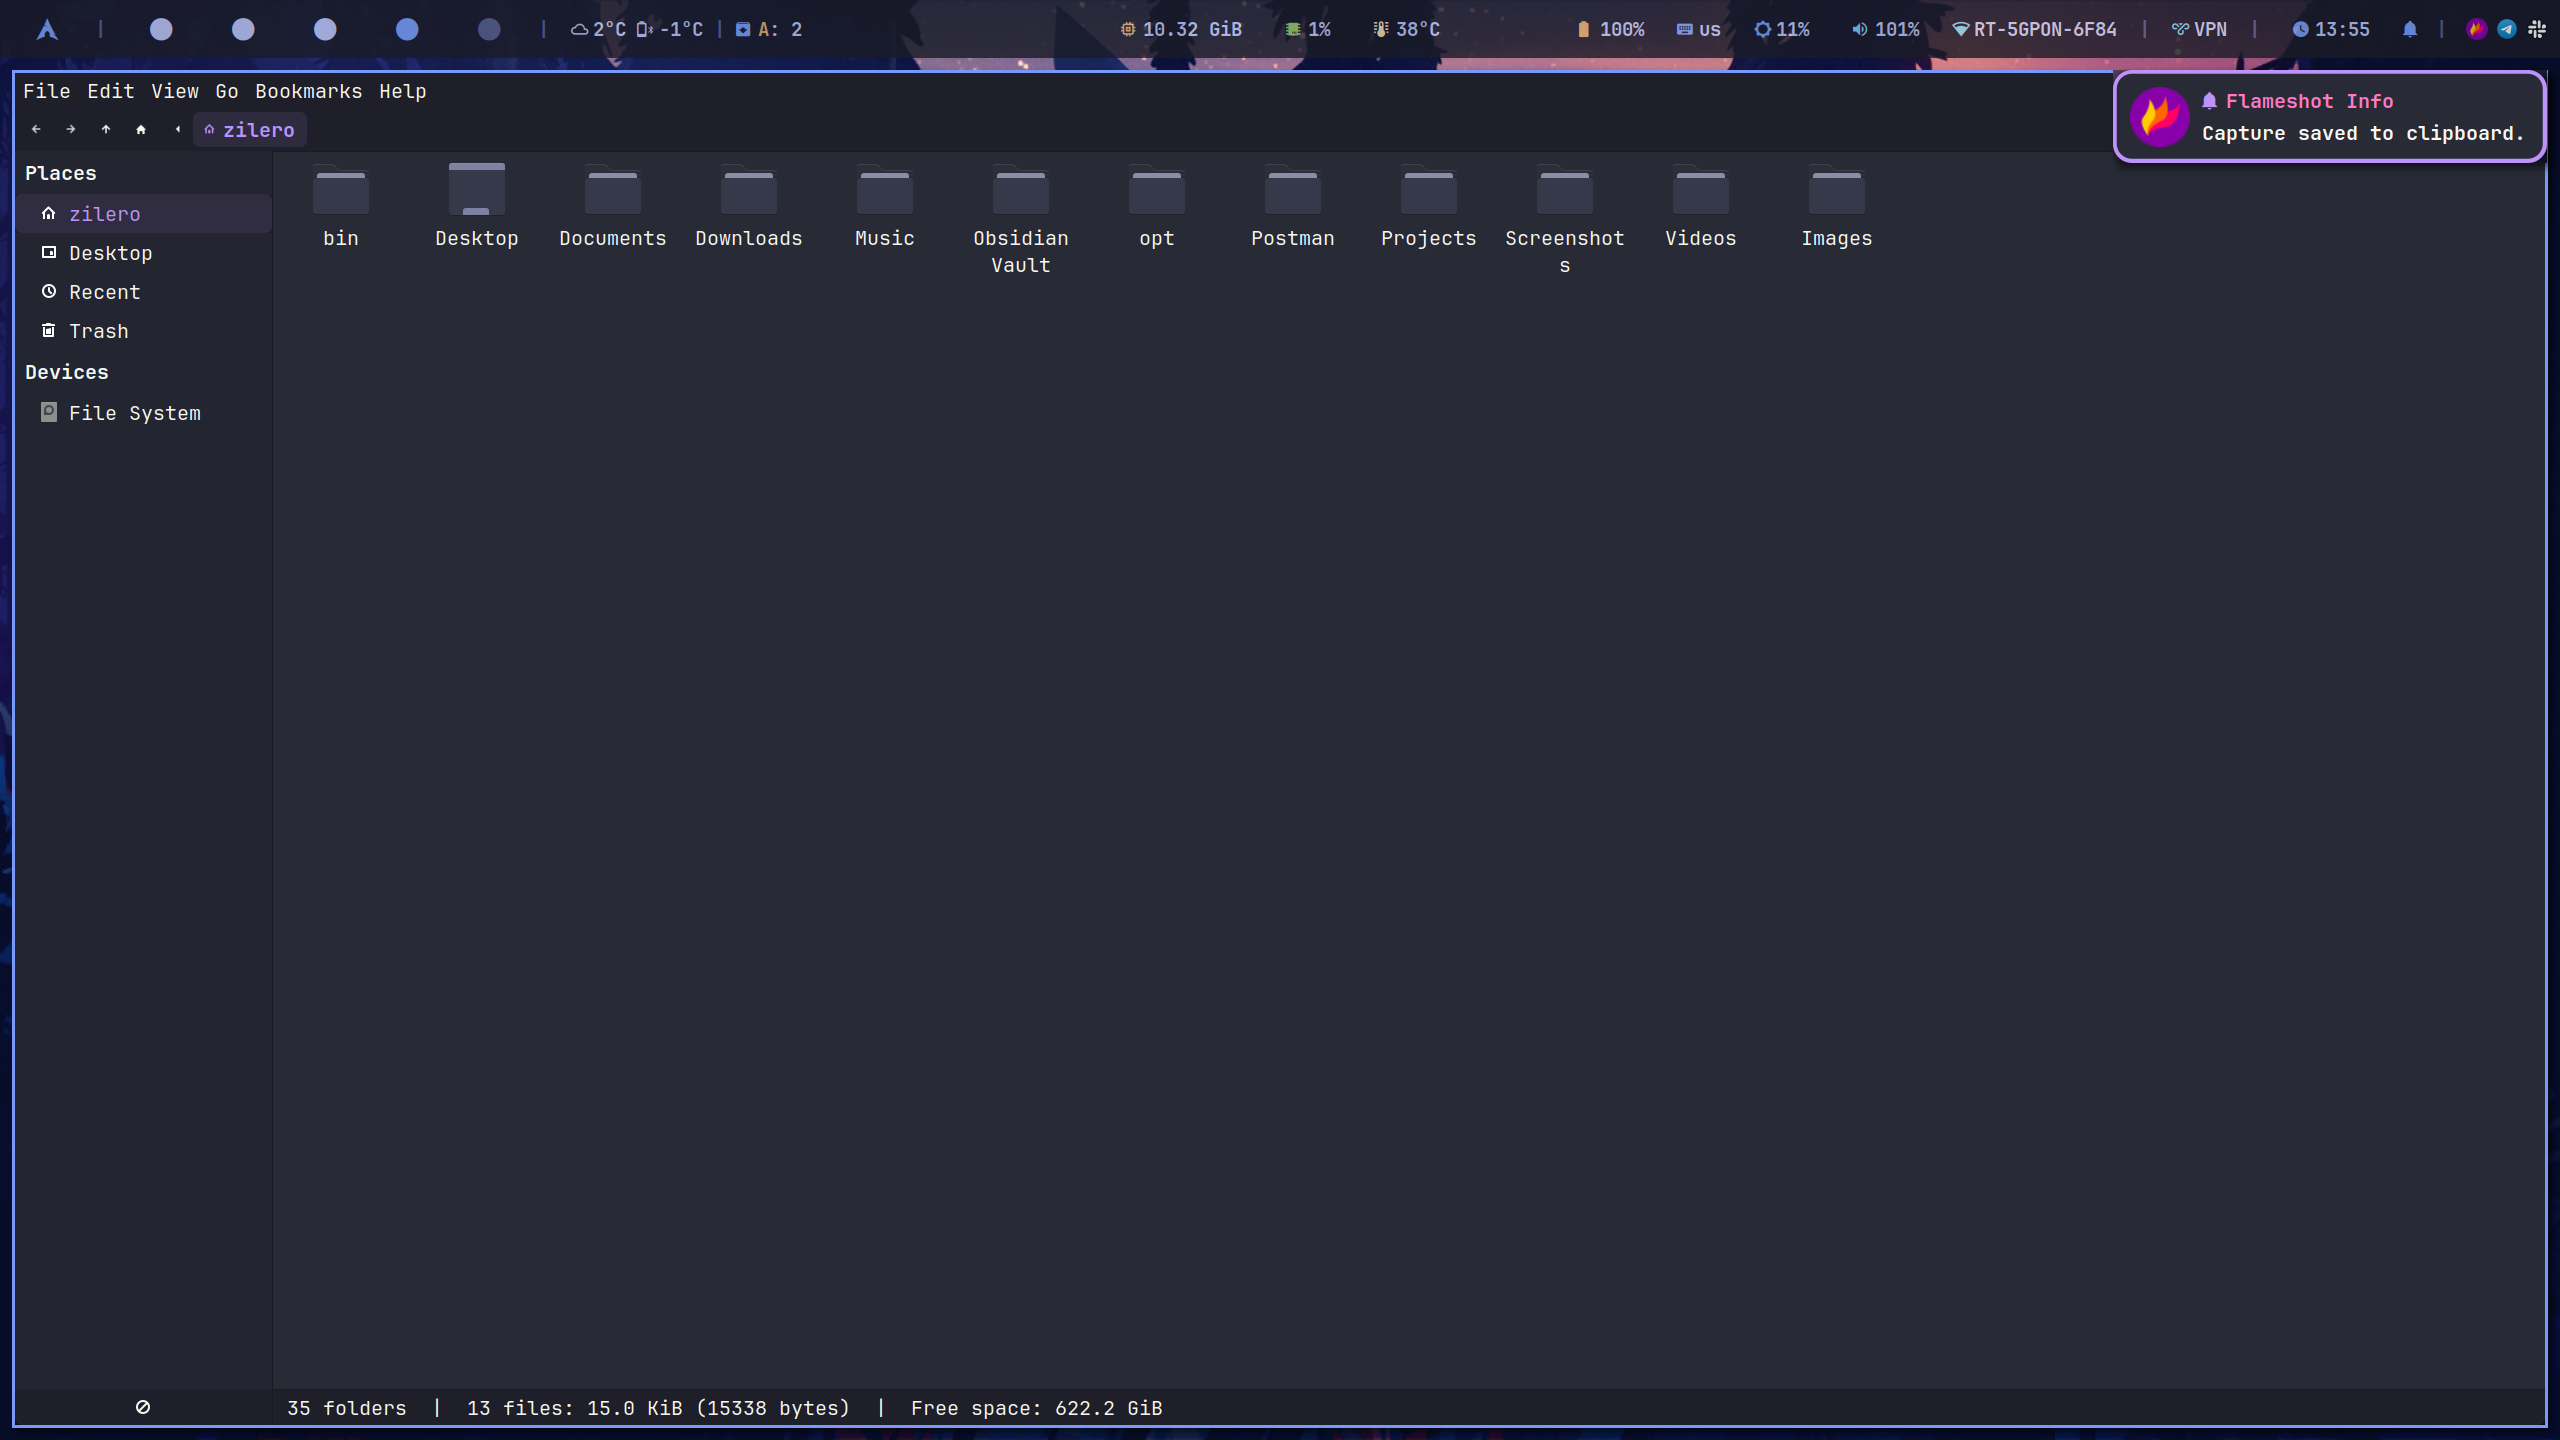 | | 2°C -1°C | A: 2 10.32 GiB 1% 38°C 100% us 11% 101% RT-5GPON-6F84 | VPN | 13:55 |
File Edit View Go Bookmarks Help
Flameshot Info
Capture saved to clipboard.
zilero
Places
zilero
Desktop
Recent
Trash
Devices
File System
bin
Desktop
Documents
Downloads
Music
Obsidian
Vault
opt
Postman
Projects
Screenshot
s
Videos
Images
35 folders | 13 files: 15.0 KiB (15338 bytes) | Free space: 622.2 GiB